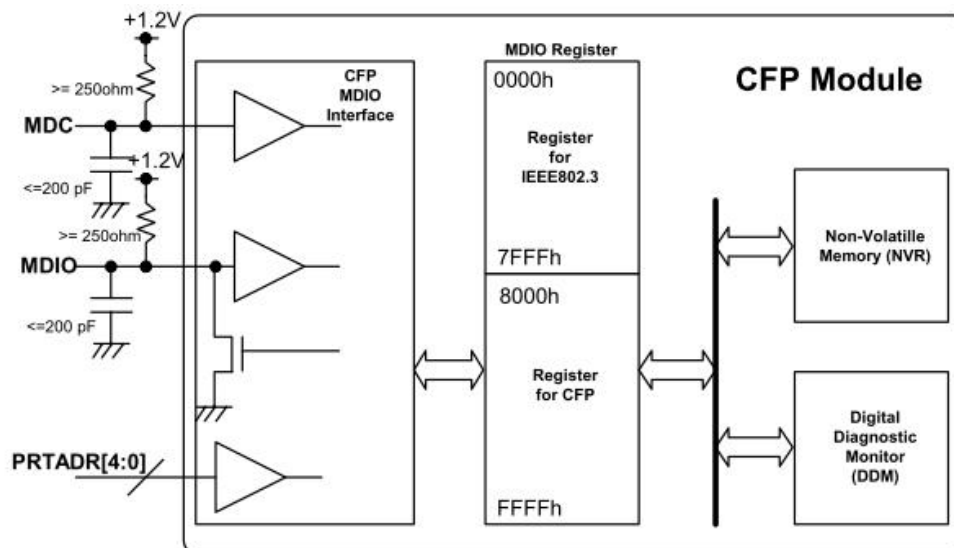 +1.2V
>= 250ohm
MDC
+1.2V
<=200 pF
>= 250ohm
MDIO
<=200 pF
PRTADR[4:0]
CFP
MDIO
Interface
MDIO Register
0000h
Register
for
IEEE802.3
7FFFh
8000h
Register
for CFP
FFFFh
CFP Module
Non-Volatille
Memory (NVR)
Digital
Diagnostic
Monitor
(DDM)